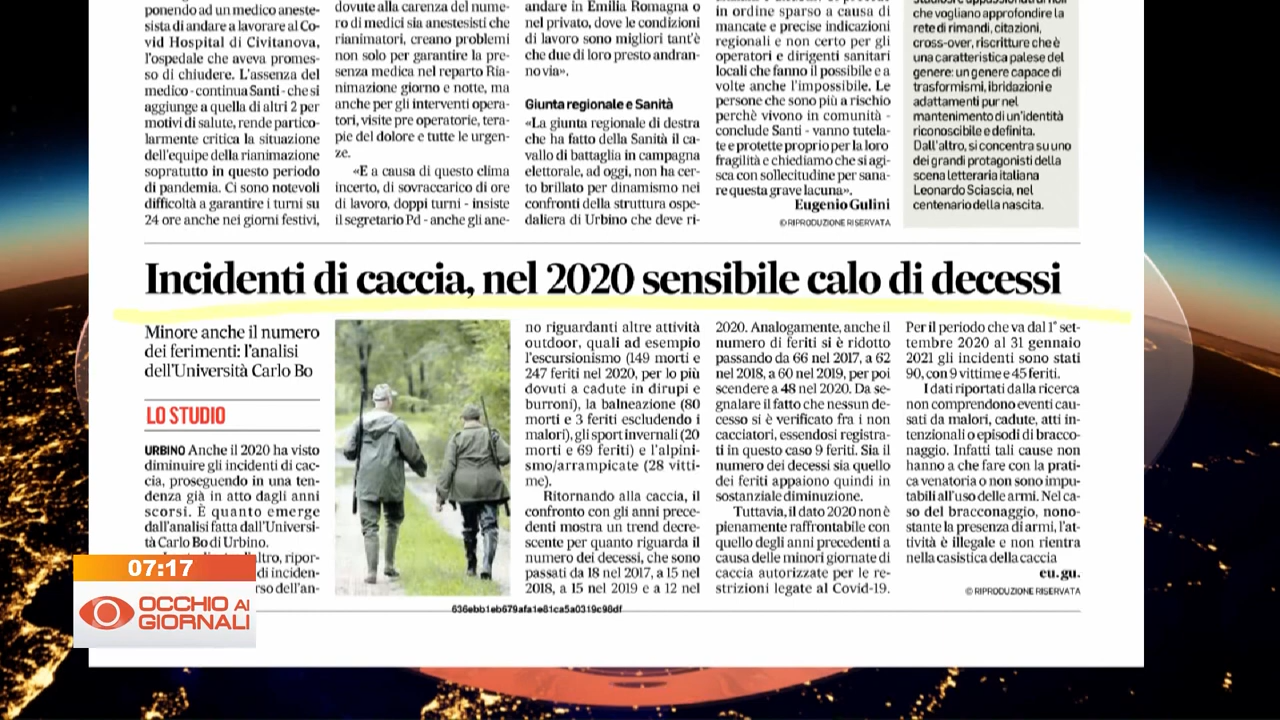 ponendo ad un medico aneste-
sista di andare a lavorare al Co-
vid Hospital di Civitanova,
l'ospedale che aveva promes-
so di chiudere. L'assenza del
medico - continua Santi - che si
aggiunge a quella di altri 2 per
motivi di salute, rende partico-
larmente critica la situazione
dell'equipe della rianimazione
sopratutto in questo periodo
di pandemia. Ci sono notevoli
difficoltà a garantire i turni su
24 ore anche nei giorni festivi,
dovute alla carenza del nume-
ro di medici sia anestesisti che
rianimatori, creano problemi
non solo per garantire la pre-
senza medica nel reparto Ria-
nimazione giorno e notte, ma
anche per gli interventi opera-
tori, visite pre operatorie, tera-
pie del dolore e tutte le urgen-
ze.
«E a causa di questo clima
incerto, di sovraccarico di ore
di lavoro, doppi turni - insiste
il segretario Pd - anche gli ane-
andare in Emilia Romagna o
nel privato, dove le condizioni
di lavoro sono migliori tant'è
che due di loro presto andran-
no via».
Giunta regionale e Sanità
«La giunta regionale di destra
che ha fatto della Sanità il ca-
vallo di battaglia in campagna
elettorale, ad oggi, non ha cer-
to brillato per dinamismo nei
confronti della struttura ospe-
daliera di Urbino che deve ri-
in ordine sparso a causa di
mancate e precise indicazioni
regionali e non certo per gli
operatori e dirigenti sanitari
locali che fanno il possibile e a
volte anche l'impossibile. Le
persone che sono più a rischio
perchè vivono in comunità -
conclude Santi - vanno tutela-
te e protette proprio per la loro
fragilità e chiediamo che si agi-
sca con sollecitudine per sana-
re questa grave lacuna».
Eugenio Gulini
© RIPRODUZIONE RISERVATA
che vogliano approfondire la
rete di rimandi, citazioni,
cross-over, riscritture che è
una caratteristica palese del
genere: un genere capace di
trasformismi, ibridazioni e
adattamenti pur nel
mantenimento di un'identità
riconoscibile e definita.
Dall'altro, si concentra su uno
dei grandi protagonisti della
scena letteraria italiana
Leonardo Sciascia, nel
centenario della nascita.
Incidenti di caccia, nel 2020 sensibile calo di decessi
Minore anche il numero
dei ferimenti: l'analisi
dell'Università Carlo Bo
LO STUDIO
URBINO Anche il 2020 ha visto
diminuire gli incidenti di cac-
cia, proseguendo in una ten-
denza già in atto dagli anni
scorsi. È quanto emerge
dall'analisi fatta dall'Universi-
tà Carlo Bo di Urbino.
ltro, ripor-
di inciden-
rso dell'an-
no riguardanti altre attività
outdoor, quali ad esempio
l'escursionismo (149 morti e
247 feriti nel 2020, per lo più
dovuti a cadute in dirupi e
burroni), la balneazione (80
morti e 3 feriti escludendo i
malori), gli sport invernali (20
morti e 69 feriti) e l'alpini-
smo/arrampicate (28 vitti-
me).
Ritornando alla caccia, il
confronto con gli anni prece-
denti mostra un trend decre-
scente per quanto riguarda il
numero dei decessi, che sono
passati da 18 nel 2017, a 15 nel
2018, a 15 nel 2019 e a 12 nel
2020. Analogamente, anche il
numero di feriti si è ridotto
passando da 66 nel 2017, a 62
nel 2018, a 60 nel 2019, per poi
scendere a 48 nel 2020. Da se-
gnalare il fatto che nessun de-
cesso si è verificato fra i non
cacciatori, essendosi registra-
ti in questo caso 9 feriti. Sia il
numero dei decessi sia quello
dei feriti appaiono quindi in
sostanziale diminuzione.
Tuttavia, il dato 2020 non è
pienamente raffrontabile con
quello degli anni precedenti a
causa delle minori giornate di
caccia autorizzate per le re-
strizioni legate al Covid-19.
Per il periodo che va dal 1° set-
tembre 2020 al 31 gennaio
2021 gli incidenti sono stati
90, con 9 vittime e 45 feriti.
I dati riportati dalla ricerca
non comprendono eventi cau-
sati da malori, cadute, atti in-
tenzionali o episodi di bracco-
naggio. Infatti tali cause non
hanno a che fare con la prati-
ca venatoria o non sono impu-
tabili all'uso delle armi. Nel ca-
so del bracconaggio, nono-
stante la presenza di armi, l'at-
tività è illegale e non rientra
nella casistica della caccia
eu.gu.
© RIPRODUZIONE RISERVATA
636ebb1eb679afa1e81ca5a0319c98df
07:17
OCCHIO AI
GIORNALI